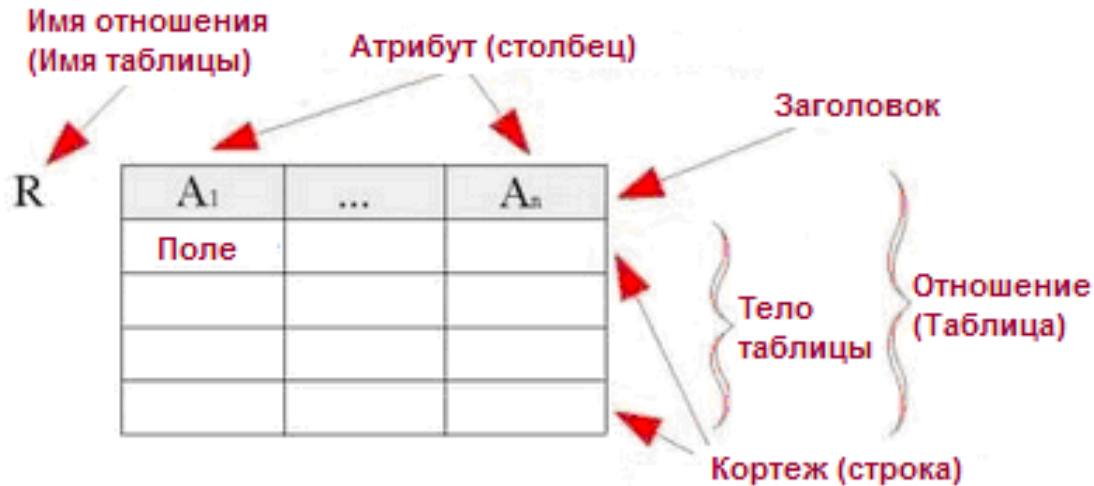 Имя отношения
(Имя таблицы)
Атрибут (столбец)
Заголовок
R
A₁ ... Aₙ
Поле
Тело
таблицы
Отношение
(Таблица)
Кортеж (строка)